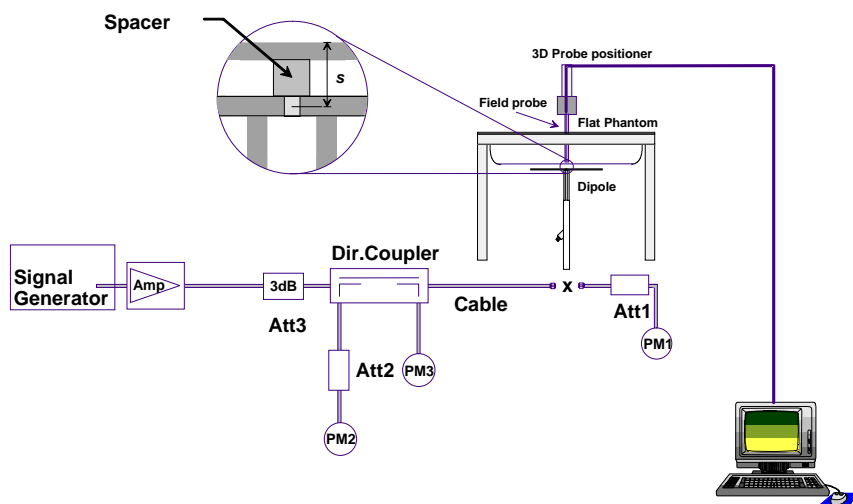 Spacer
s
3D Probe positioner
Field probe
Flat Phantom
Dipole
Dir.Coupler
Signal
Generator
Amp
3dB
Att3
Cable
x
Att1
PM1
Att2
PM3
PM2